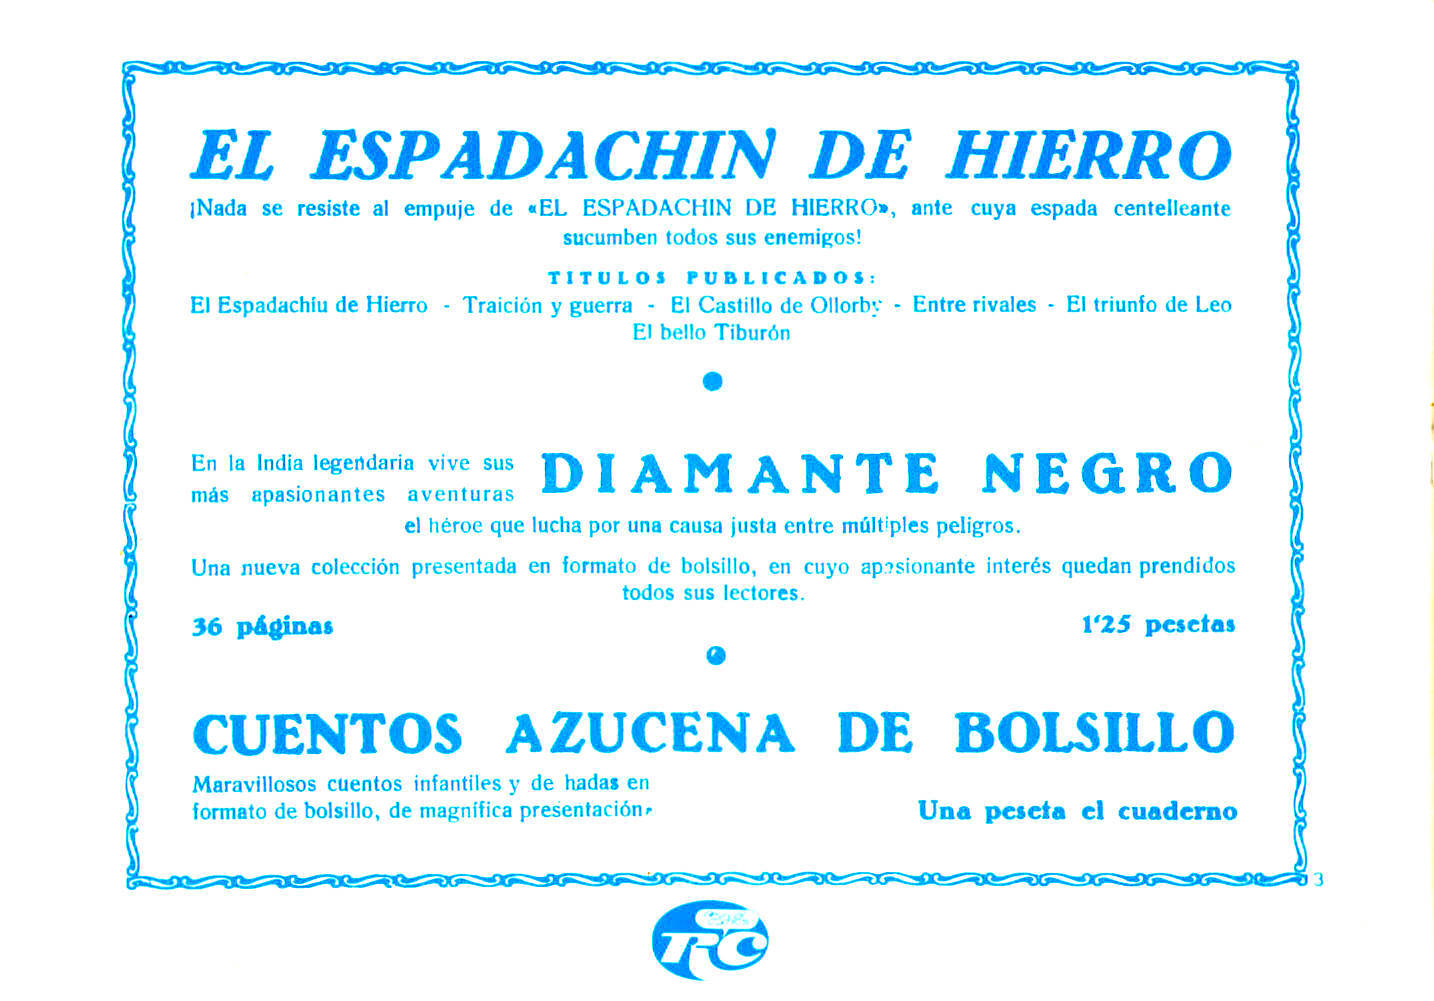 EL ESPADACHIN DE HIERRO
¡Nada se resiste al empuje de «EL ESPADACHIN DE HIERRO», ante cuya espada centelleante
sucumben todos sus enemigos!
TITULOS PUBLICADOS:
El Espadachíu de Hierro - Traición y guerra - El Castillo de Ollorby - Entre rivales - El triunfo de Leo
El bello Tiburón
En la India legendaria vive sus
más apasionantes aventuras
DIAMANTE NEGRO
el héroe que lucha por una causa justa entre múltiples peligros.
Una nueva colección presentada en formato de bolsillo, en cuyo apasionante interés quedan prendidos
todos sus lectores.
36 páginas 1'25 pesetas
CUENTOS AZUCENA DE BOLSILLO
Maravillosos cuentos infantiles y de hadas en
formato de bolsillo, de magnífica presentación.
Una peseta el cuaderno
3